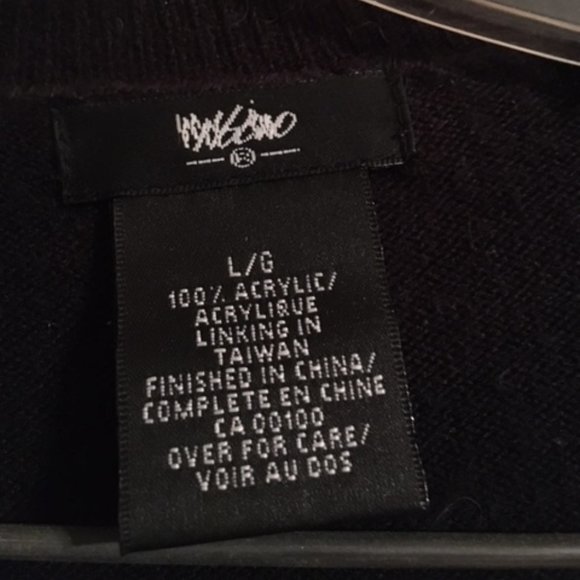 mossimo
L/G
100% ACRYLIC/
ACRYLIQUE
LINKING IN
TAIWAN
FINISHED IN CHINA/
COMPLETE EN CHINE
CA 00100
OVER FOR CARE/
VOIR AU DOS